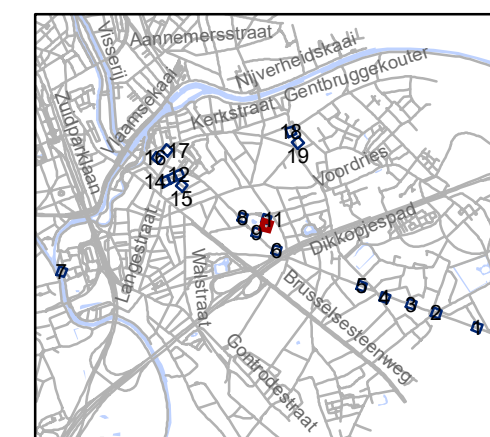 Visserij
Aannemersstraat
Nijverheidskaai
Gentbruggekouter
Vlaamsekaai
Zuidparklaan
Kerkstraat
18
17
16
19
Voordries
12
14
15
8
11
9
Dikkopjespad
6
Langestraat
7
Walstraat
5
Brusselsesteenweg
4
3
2
1
Gontrodestraat